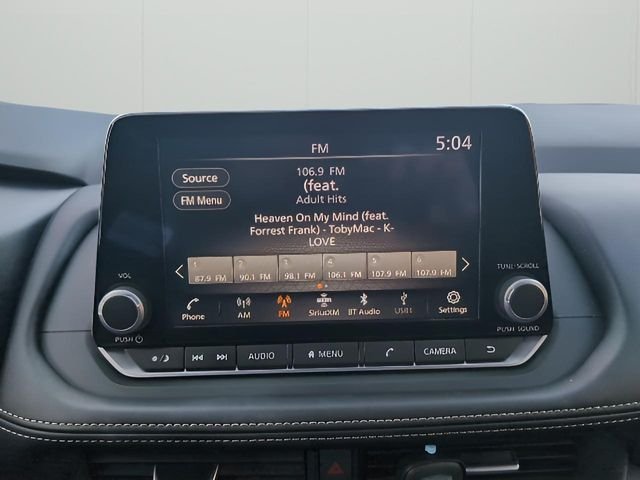 FM
5:04
Source
FM Menu
106.9 FM
(feat.
Adult Hits
Heaven On My Mind (feat.
Forrest Frank) - TobyMac - K-
LOVE
1 2 3 4 5 6
87.9 FM 90.1 FM 98.1 FM 106.1 FM 107.9 FM 107.9 FM
Phone AM FM SiriusXM BT Audio USB1 Settings
VOL
PUSH
TUNE·SCROLL
PUSH SOUND
AUDIO MENU CAMERA